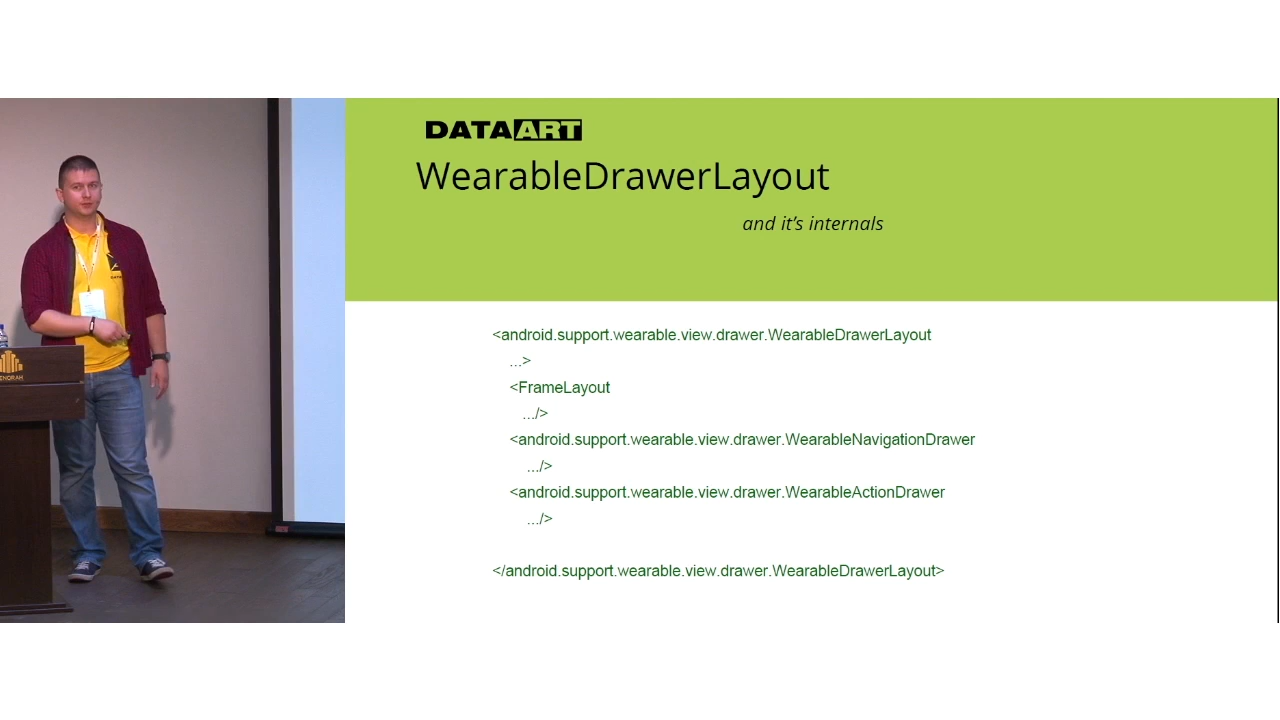 DATAART
WearableDrawerLayout
and it's internals
<android.support.wearable.view.drawer.WearableDrawerLayout
...>
<FrameLayout
.../>
<android.support.wearable.view.drawer.WearableNavigationDrawer
.../>
<android.support.wearable.view.drawer.WearableActionDrawer
.../>
</android.support.wearable.view.drawer.WearableDrawerLayout>